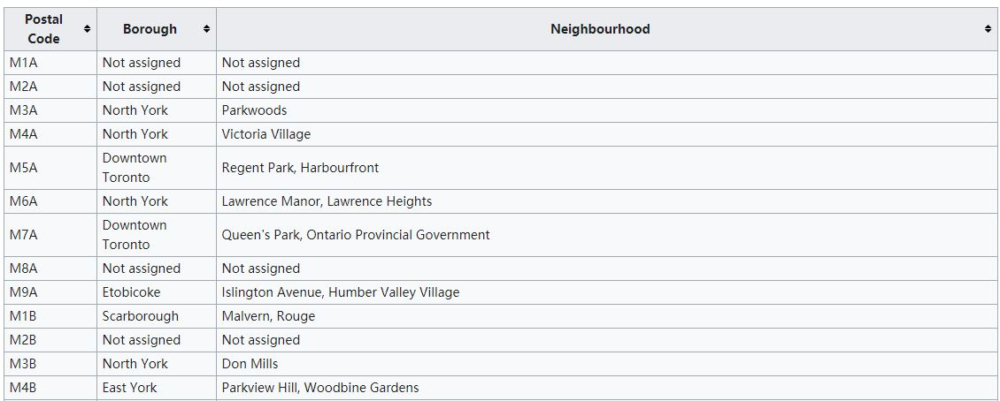 Postal Code Borough Neighbourhood
M1A Not assigned Not assigned
M2A Not assigned Not assigned
M3A North York Parkwoods
M4A North York Victoria Village
M5A Downtown Toronto Regent Park, Harbourfront
M6A North York Lawrence Manor, Lawrence Heights
M7A Downtown Toronto Queen's Park, Ontario Provincial Government
M8A Not assigned Not assigned
M9A Etobicoke Islington Avenue, Humber Valley Village
M1B Scarborough Malvern, Rouge
M2B Not assigned Not assigned
M3B North York Don Mills
M4B East York Parkview Hill, Woodbine Gardens